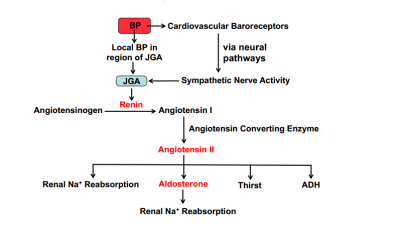 BP
Cardiovascular Baroreceptors
Local BP in
region of JGA
via neural
pathways
JGA
Sympathetic Nerve Activity
Renin
Angiotensinogen
Angiotensin I
Angiotensin Converting Enzyme
Angiotensin II
Renal Na⁺ Reabsorption
Aldosterone
Thirst
ADH
Renal Na⁺ Reabsorption